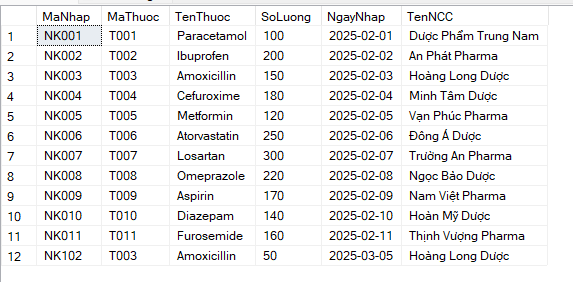 MaNhap MaThuoc TenThuoc SoLuong NgayNhap TenNCC
1 NK001 T001 Paracetamol 100 2025-02-01 Dược Phẩm Trung Nam
2 NK002 T002 Ibuprofen 200 2025-02-02 An Phát Pharma
3 NK003 T003 Amoxicillin 150 2025-02-03 Hoàng Long Dược
4 NK004 T004 Cefuroxime 180 2025-02-04 Minh Tâm Dược
5 NK005 T005 Metformin 120 2025-02-05 Vạn Phúc Pharma
6 NK006 T006 Atorvastatin 250 2025-02-06 Đông Á Dược
7 NK007 T007 Losartan 300 2025-02-07 Trường An Pharma
8 NK008 T008 Omeprazole 220 2025-02-08 Ngọc Bảo Dược
9 NK009 T009 Aspirin 170 2025-02-09 Nam Việt Pharma
10 NK010 T010 Diazepam 140 2025-02-10 Hoàn Mỹ Dược
11 NK011 T011 Furosemide 160 2025-02-11 Thịnh Vượng Pharma
12 NK102 T003 Amoxicillin 50 2025-03-05 Hoàng Long Dược